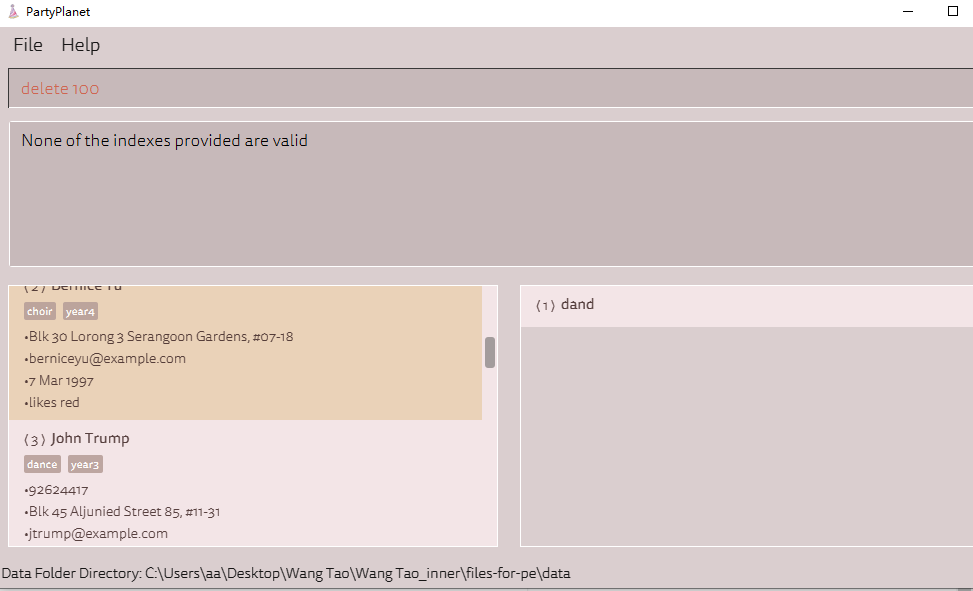 PartyPlanet
File Help
delete 100
None of the indexes provided are valid
(2) Bernice Yu
choir year4
•Blk 30 Lorong 3 Serangoon Gardens, #07-18
•berniceyu@example.com
•7 Mar 1997
•likes red
(3) John Trump
dance year3
•92624417
•Blk 45 Aljunied Street 85, #11-31
•jtrump@example.com
(1) dand
Data Folder Directory: C:\Users\aa\Desktop\Wang Tao\Wang Tao_inner\files-for-pe\data